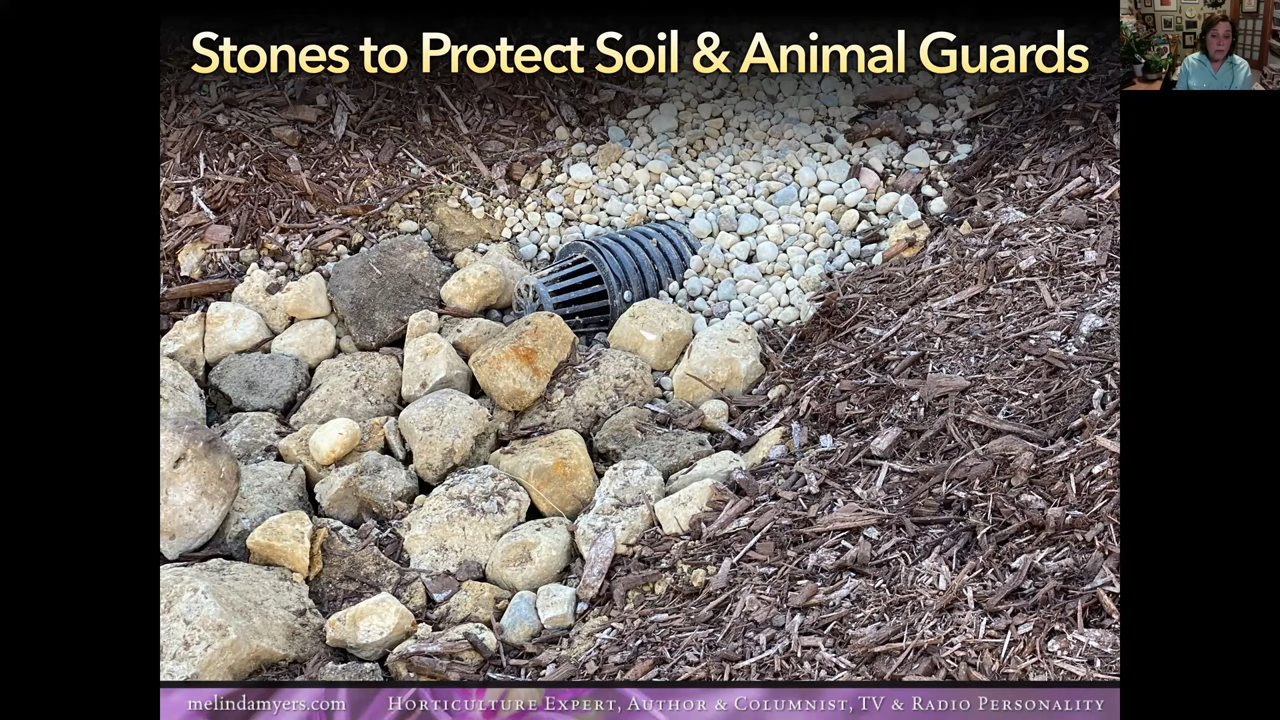 Stones to Protect Soil & Animal Guards
melindamyers.com Horticulture Expert, Author & Columnist, TV & Radio Personality